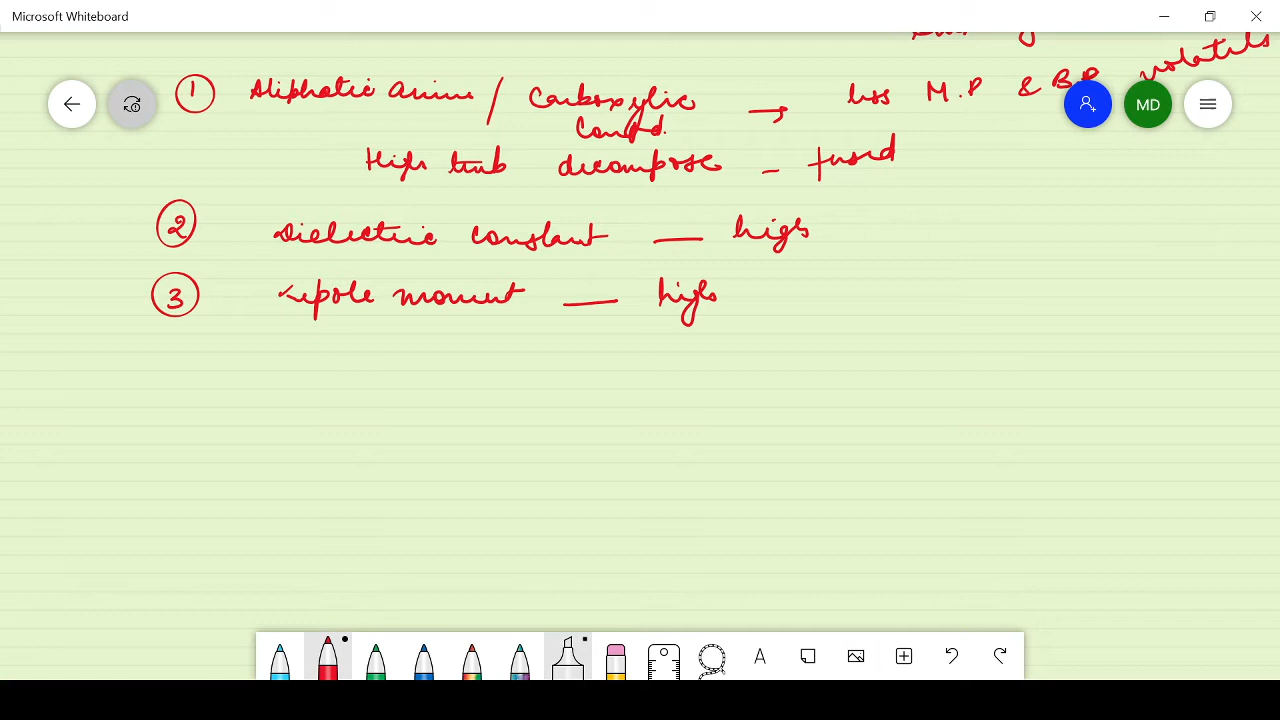 Microsoft Whiteboard
volatile
① Aliphatic amine / Carboxylic → less M.P & B.P
Compd.
High temb decompose - fused
② Dielectric constant — high
③ Dipole moment — high
MD
A